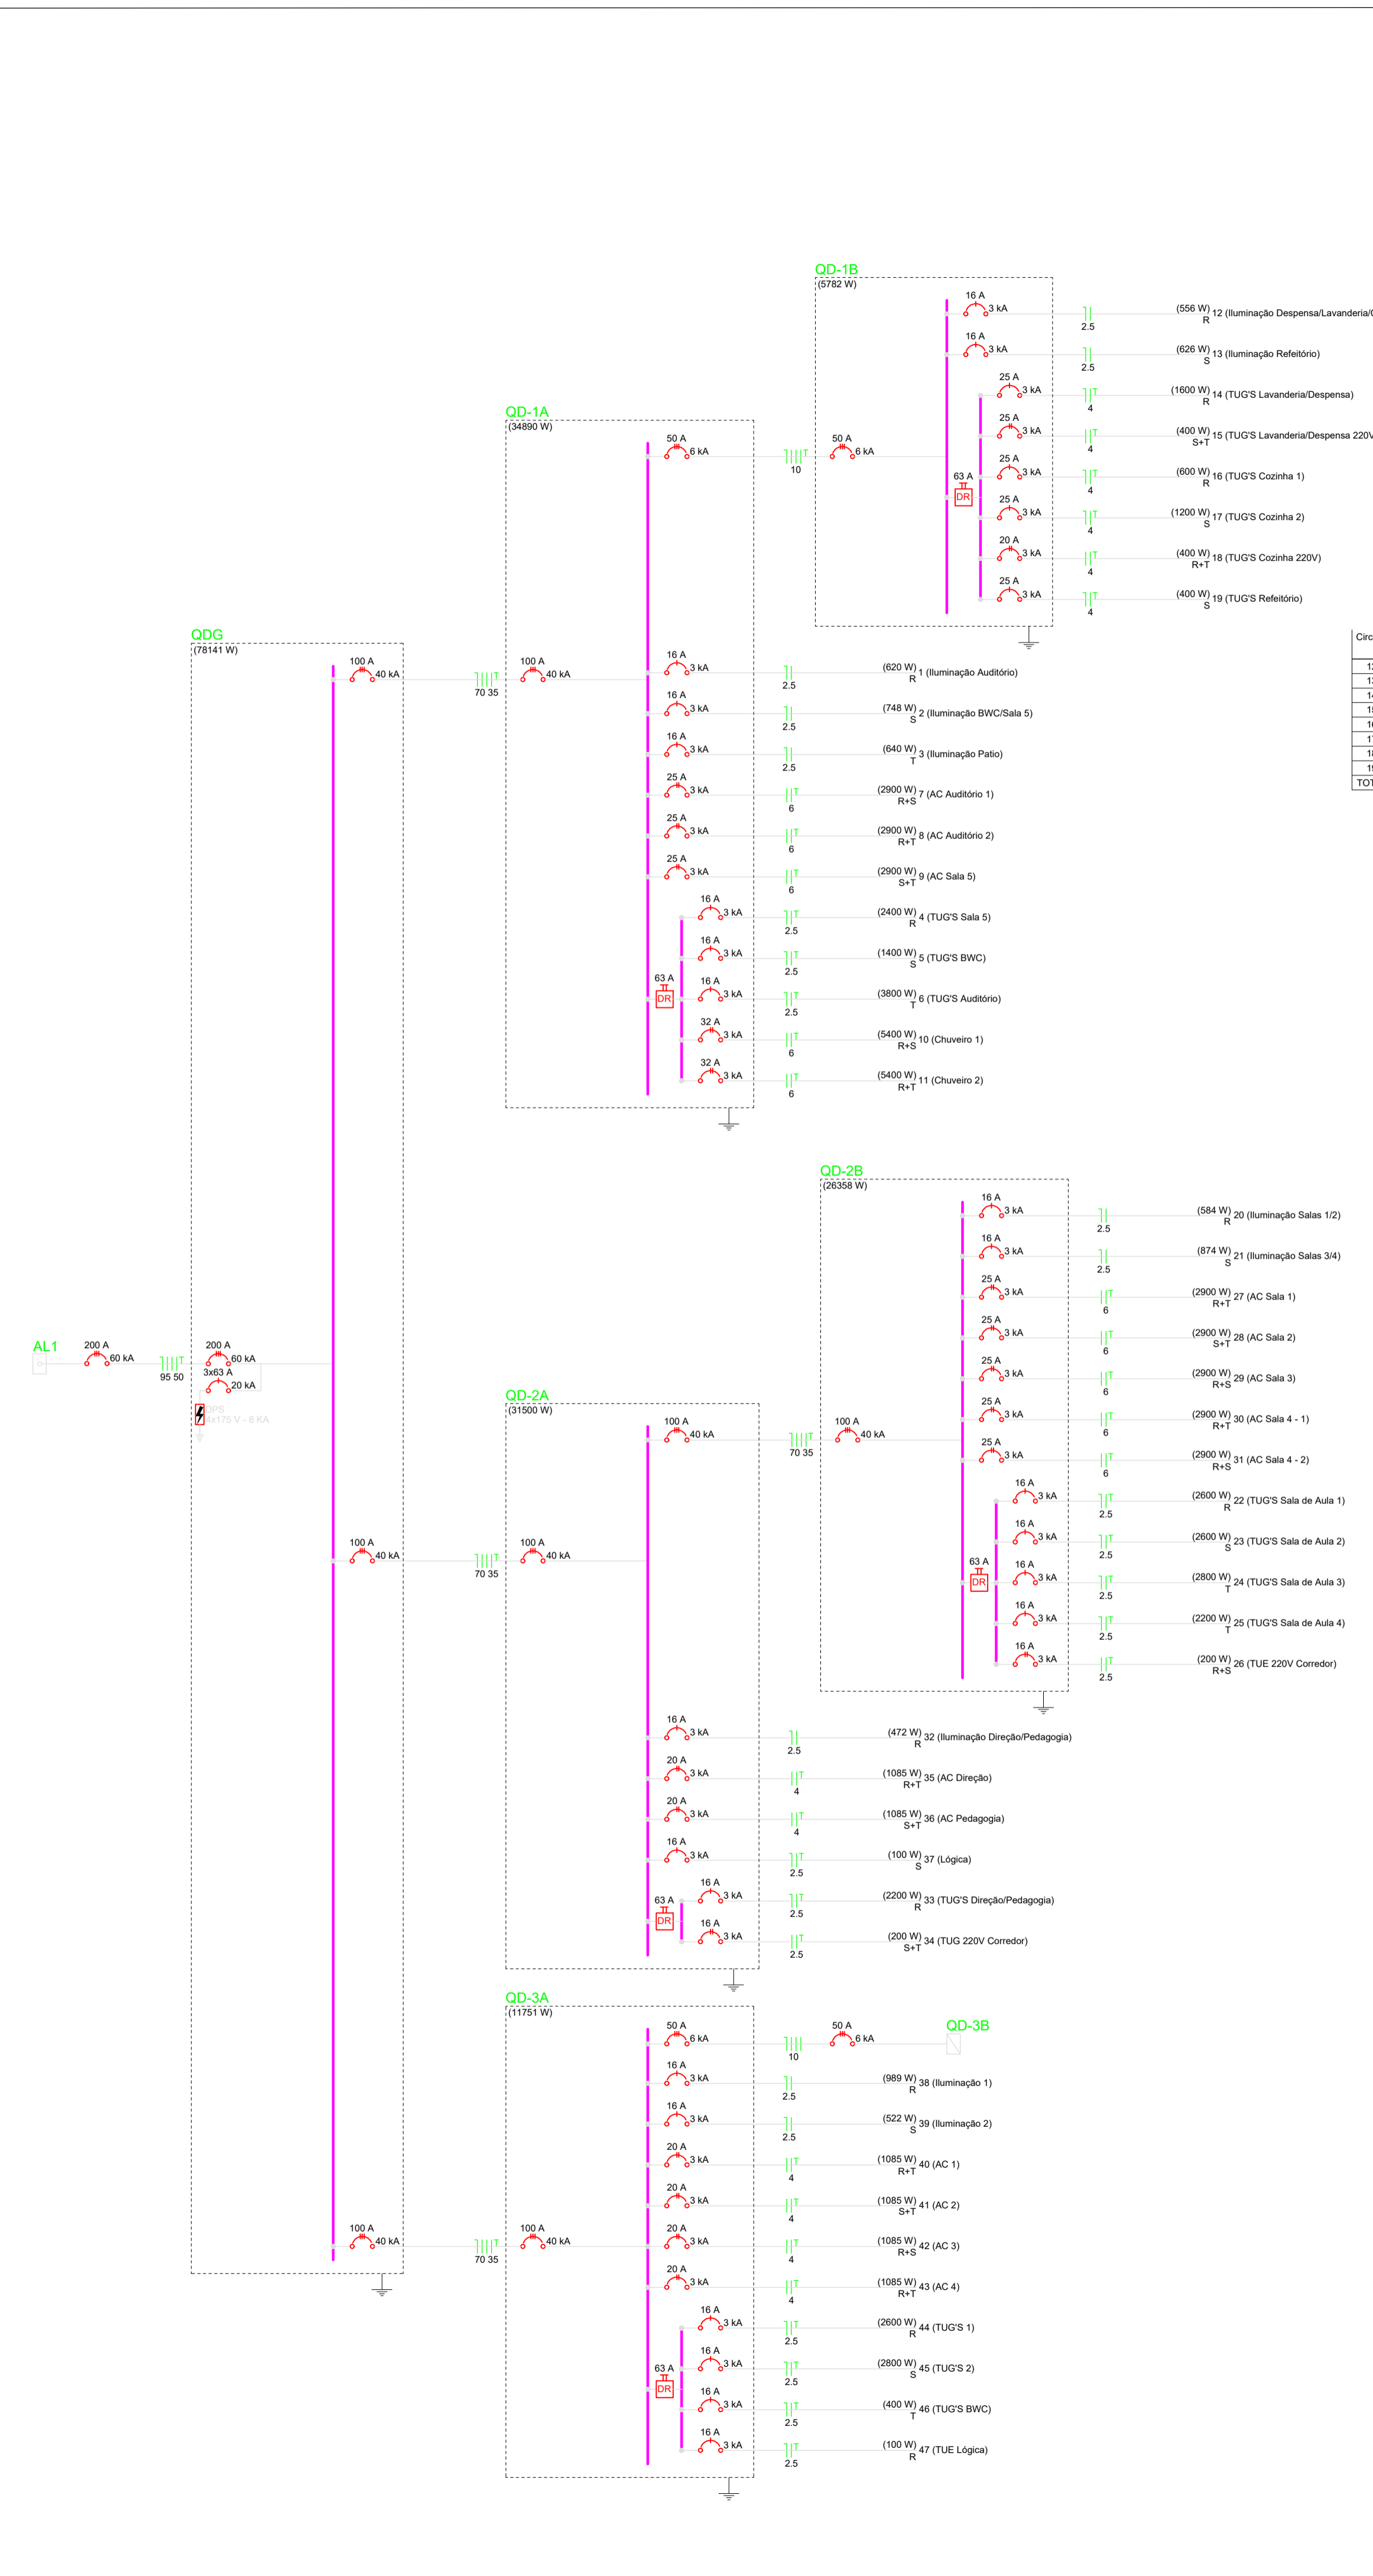 QD-1B
(5782 W)
16 A
3 kA
2.5
(556 W)
R
12 (Iluminação Despensa/Lavanderia/
16 A
3 kA
2.5
(626 W)
S
13 (Iluminação Refeitório)
25 A
3 kA
4
(1600 W)
R
14 (TUG'S Lavanderia/Despensa)
25 A
3 kA
4
(400 W)
S+T
15 (TUG'S Lavanderia/Despensa 220V
25 A
3 kA
4
(600 W)
R
16 (TUG'S Cozinha 1)
63 A
DR
25 A
3 kA
4
(1200 W)
S
17 (TUG'S Cozinha 2)
20 A
3 kA
4
(400 W)
R+T
18 (TUG'S Cozinha 220V)
25 A
3 kA
4
(400 W)
S
19 (TUG'S Refeitório)
QD-1A
(34890 W)
50 A
6 kA
T
10
50 A
6 kA
100 A
40 kA
16 A
3 kA
2.5
(620 W)
R
1 (Iluminação Auditório)
16 A
3 kA
2.5
(748 W)
S
2 (Iluminação BWC/Sala 5)
16 A
3 kA
2.5
(640 W)
T
3 (Iluminação Patio)
25 A
3 kA
6
(2900 W)
R+S
7 (AC Auditório 1)
25 A
3 kA
6
(2900 W)
R+T
8 (AC Auditório 2)
25 A
3 kA
6
(2900 W)
S+T
9 (AC Sala 5)
16 A
3 kA
2.5
(2400 W)
R
4 (TUG'S Sala 5)
16 A
3 kA
2.5
(1400 W)
S
5 (TUG'S BWC)
63 A
DR
16 A
3 kA
2.5
(3800 W)
T
6 (TUG'S Auditório)
32 A
3 kA
6
(5400 W)
R+S
10 (Chuveiro 1)
32 A
3 kA
6
(5400 W)
R+T
11 (Chuveiro 2)
QDG
(78141 W)
100 A
40 kA
T
70 35
Circ
TOT
AL1
200 A
60 kA
T
95 50
200 A
60 kA
3x63 A
20 kA
DPS
4x175 V - 8 KA
100 A
40 kA
T
70 35
100 A
40 kA
T
70 35
QD-2B
(26358 W)
16 A
3 kA
2.5
(584 W)
R
20 (Iluminação Salas 1/2)
16 A
3 kA
2.5
(874 W)
S
21 (Iluminação Salas 3/4)
25 A
3 kA
6
(2900 W)
R+T
27 (AC Sala 1)
25 A
3 kA
6
(2900 W)
S+T
28 (AC Sala 2)
25 A
3 kA
6
(2900 W)
R+S
29 (AC Sala 3)
25 A
3 kA
6
(2900 W)
R+T
30 (AC Sala 4 - 1)
25 A
3 kA
6
(2900 W)
R+S
31 (AC Sala 4 - 2)
16 A
3 kA
2.5
(2600 W)
R
22 (TUG'S Sala de Aula 1)
16 A
3 kA
2.5
(2600 W)
S
23 (TUG'S Sala de Aula 2)
63 A
DR
16 A
3 kA
2.5
(2800 W)
T
24 (TUG'S Sala de Aula 3)
16 A
3 kA
2.5
(2200 W)
T
25 (TUG'S Sala de Aula 4)
16 A
3 kA
2.5
(200 W)
R+S
26 (TUE 220V Corredor)
QD-2A
(31500 W)
100 A
40 kA
T
70 35
100 A
40 kA
100 A
40 kA
16 A
3 kA
2.5
(472 W)
R
32 (Iluminação Direção/Pedagogia)
20 A
3 kA
4
(1085 W)
R+T
35 (AC Direção)
20 A
3 kA
4
(1085 W)
S+T
36 (AC Pedagogia)
16 A
3 kA
2.5
(100 W)
S
37 (Lógica)
16 A
3 kA
2.5
(2200 W)
R
33 (TUG'S Direção/Pedagogia)
63 A
DR
16 A
3 kA
2.5
(200 W)
S+T
34 (TUG 220V Corredor)
QD-3A
(11751 W)
50 A
6 kA
10
50 A
6 kA
QD-3B
16 A
3 kA
2.5
(989 W)
R
38 (Iluminação 1)
16 A
3 kA
2.5
(522 W)
S
39 (Iluminação 2)
20 A
3 kA
4
(1085 W)
R+T
40 (AC 1)
20 A
3 kA
4
(1085 W)
S+T
41 (AC 2)
100 A
40 kA
20 A
3 kA
4
(1085 W)
R+S
42 (AC 3)
20 A
3 kA
4
(1085 W)
R+T
43 (AC 4)
16 A
3 kA
2.5
(2600 W)
R
44 (TUG'S 1)
16 A
3 kA
2.5
(2800 W)
S
45 (TUG'S 2)
63 A
DR
16 A
3 kA
2.5
(400 W)
T
46 (TUG'S BWC)
16 A
3 kA
2.5
(100 W)
R
47 (TUE Lógica)